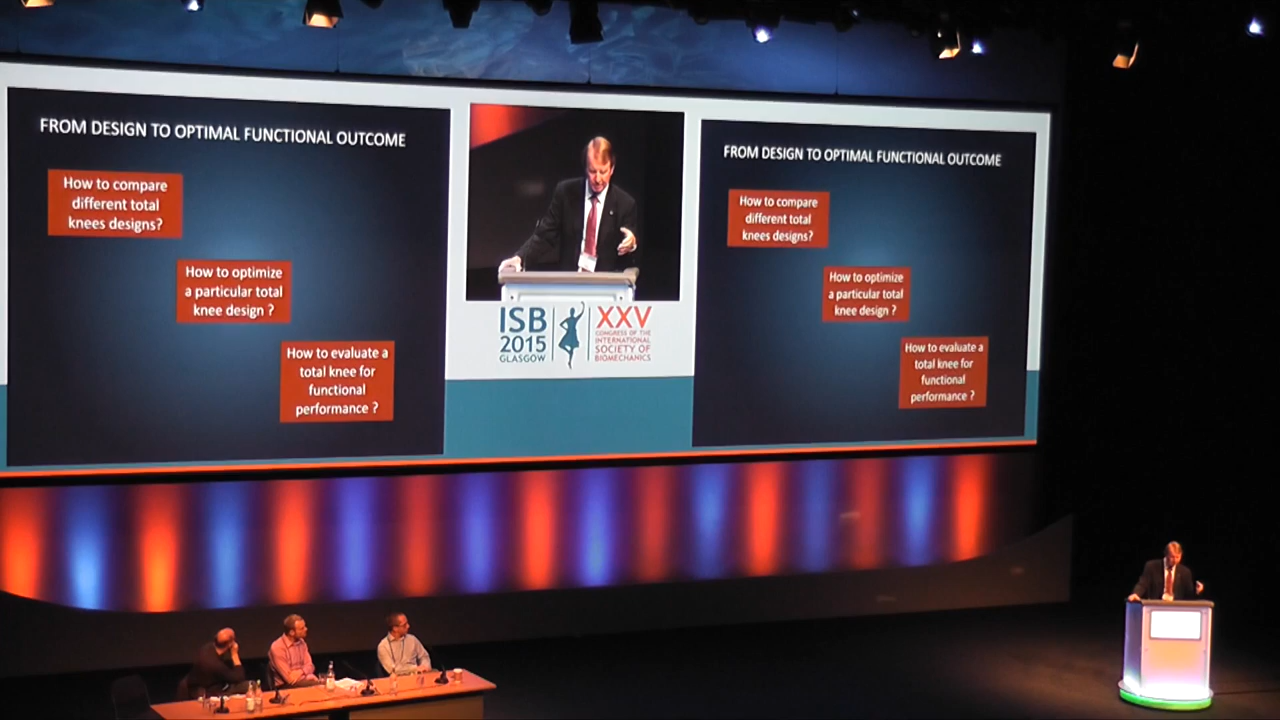 FROM DESIGN TO OPTIMAL FUNCTIONAL OUTCOME
How to compare
different total
knees designs?
How to optimize
a particular total
knee design ?
How to evaluate a
total knee for
functional
performance ?
ISB
2015
GLASGOW
XXV
CONGRESS OF THE
INTERNATIONAL
SOCIETY OF
BIOMECHANICS
FROM DESIGN TO OPTIMAL FUNCTIONAL OUTCOME
How to compare
different total
knees designs?
How to optimize
a particular total
knee design ?
How to evaluate a
total knee for
functional
performance ?